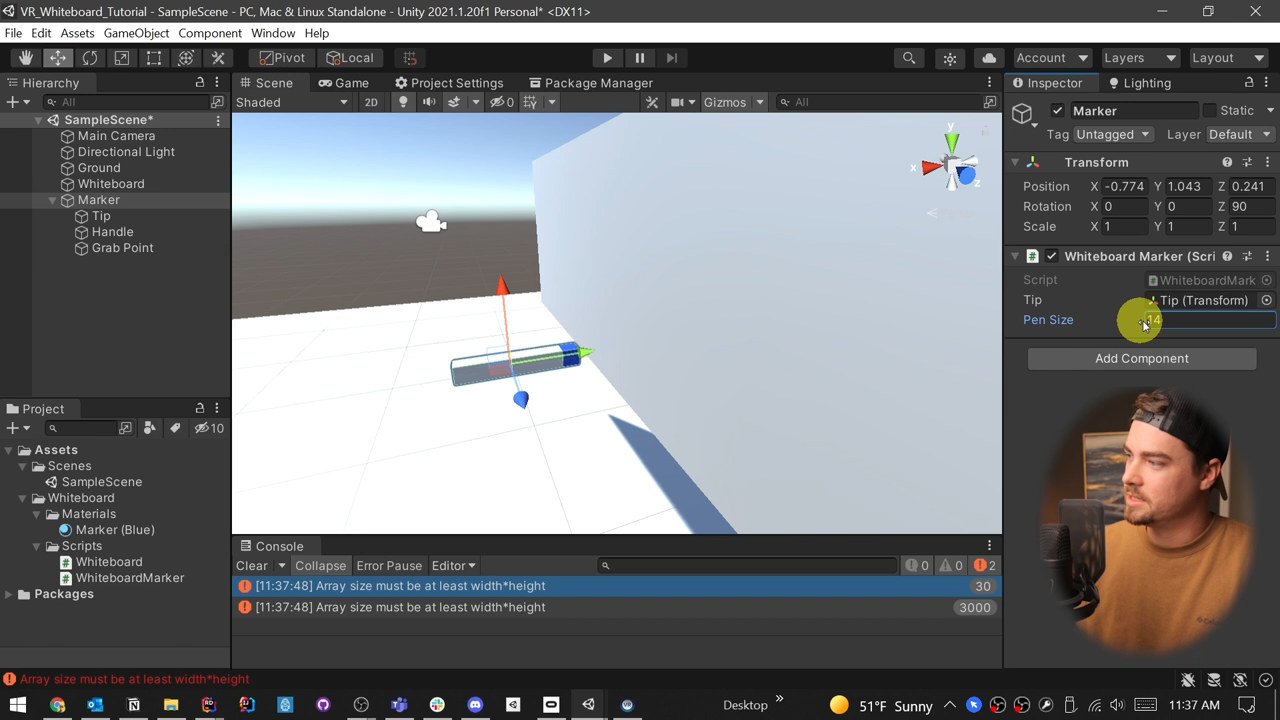 VR_Whiteboard_Tutorial - SampleScene - PC, Mac & Linux Standalone - Unity 2021.1.20f1 Personal* <DX11>
File Edit Assets GameObject Component Window Help
Pivot Local Account Layers Layout
Hierarchy Scene Game Project Settings Package Manager Inspector Lighting
All Shaded 2D 0 Gizmos All Marker Static
SampleScene* Tag Untagged Layer Default
Main Camera
Directional Light
Ground
Whiteboard
Marker
Tip
Handle
Grab Point
y
x
z
Transform
Position X -0.774 Y 1.043 Z 0.241
Rotation X 0 Y 0 Z 90
Scale X 1 Y 1 Z 1
Whiteboard Marker (Scri
Script WhiteboardMark
Tip Tip (Transform)
Pen Size 14
Add Component
Project
10
Assets
Scenes
SampleScene
Whiteboard
Materials
Marker (Blue)
Scripts
Whiteboard
WhiteboardMarker
Packages
Console
Clear Collapse Error Pause Editor 0 0 2
[11:37:48] Array size must be at least width*height 30
[11:37:48] Array size must be at least width*height 3000
Array size must be at least width*height
Desktop 51°F Sunny 11:37 AM